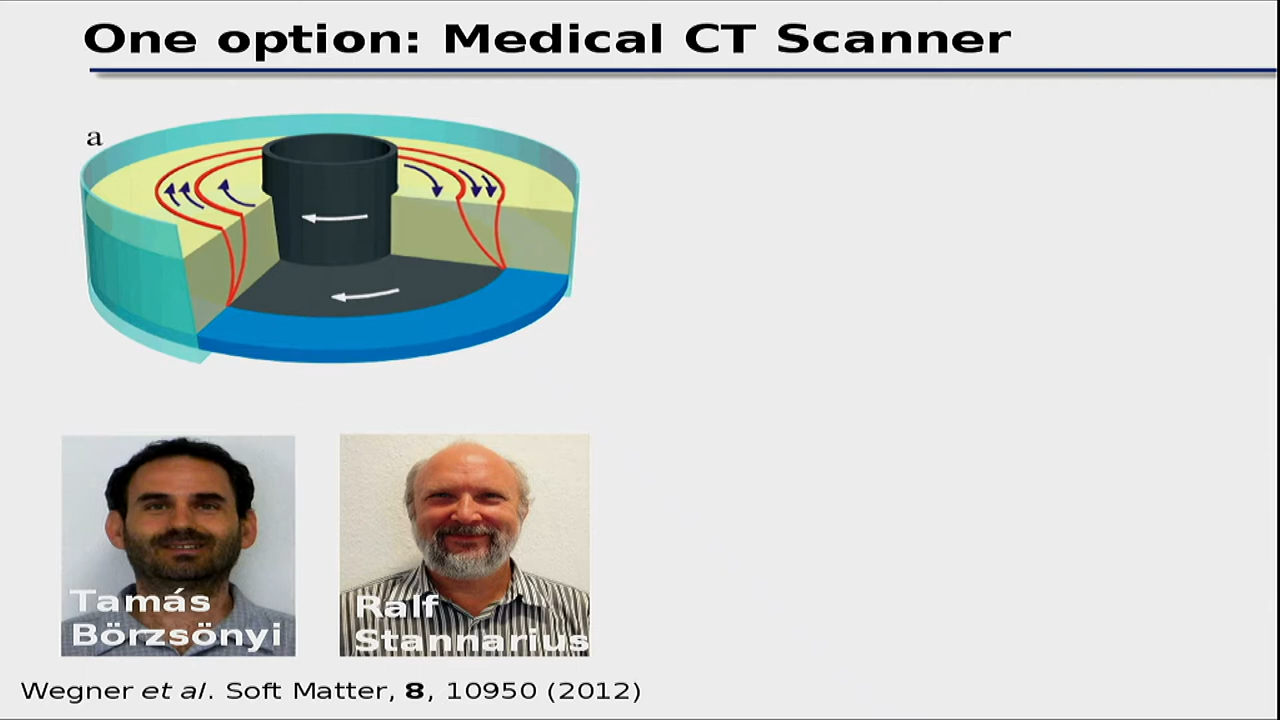 One option: Medical CT Scanner
a
Tamás
Börzsönyi
Ralf
Stannarius
Wegner et al. Soft Matter, 8, 10950 (2012)